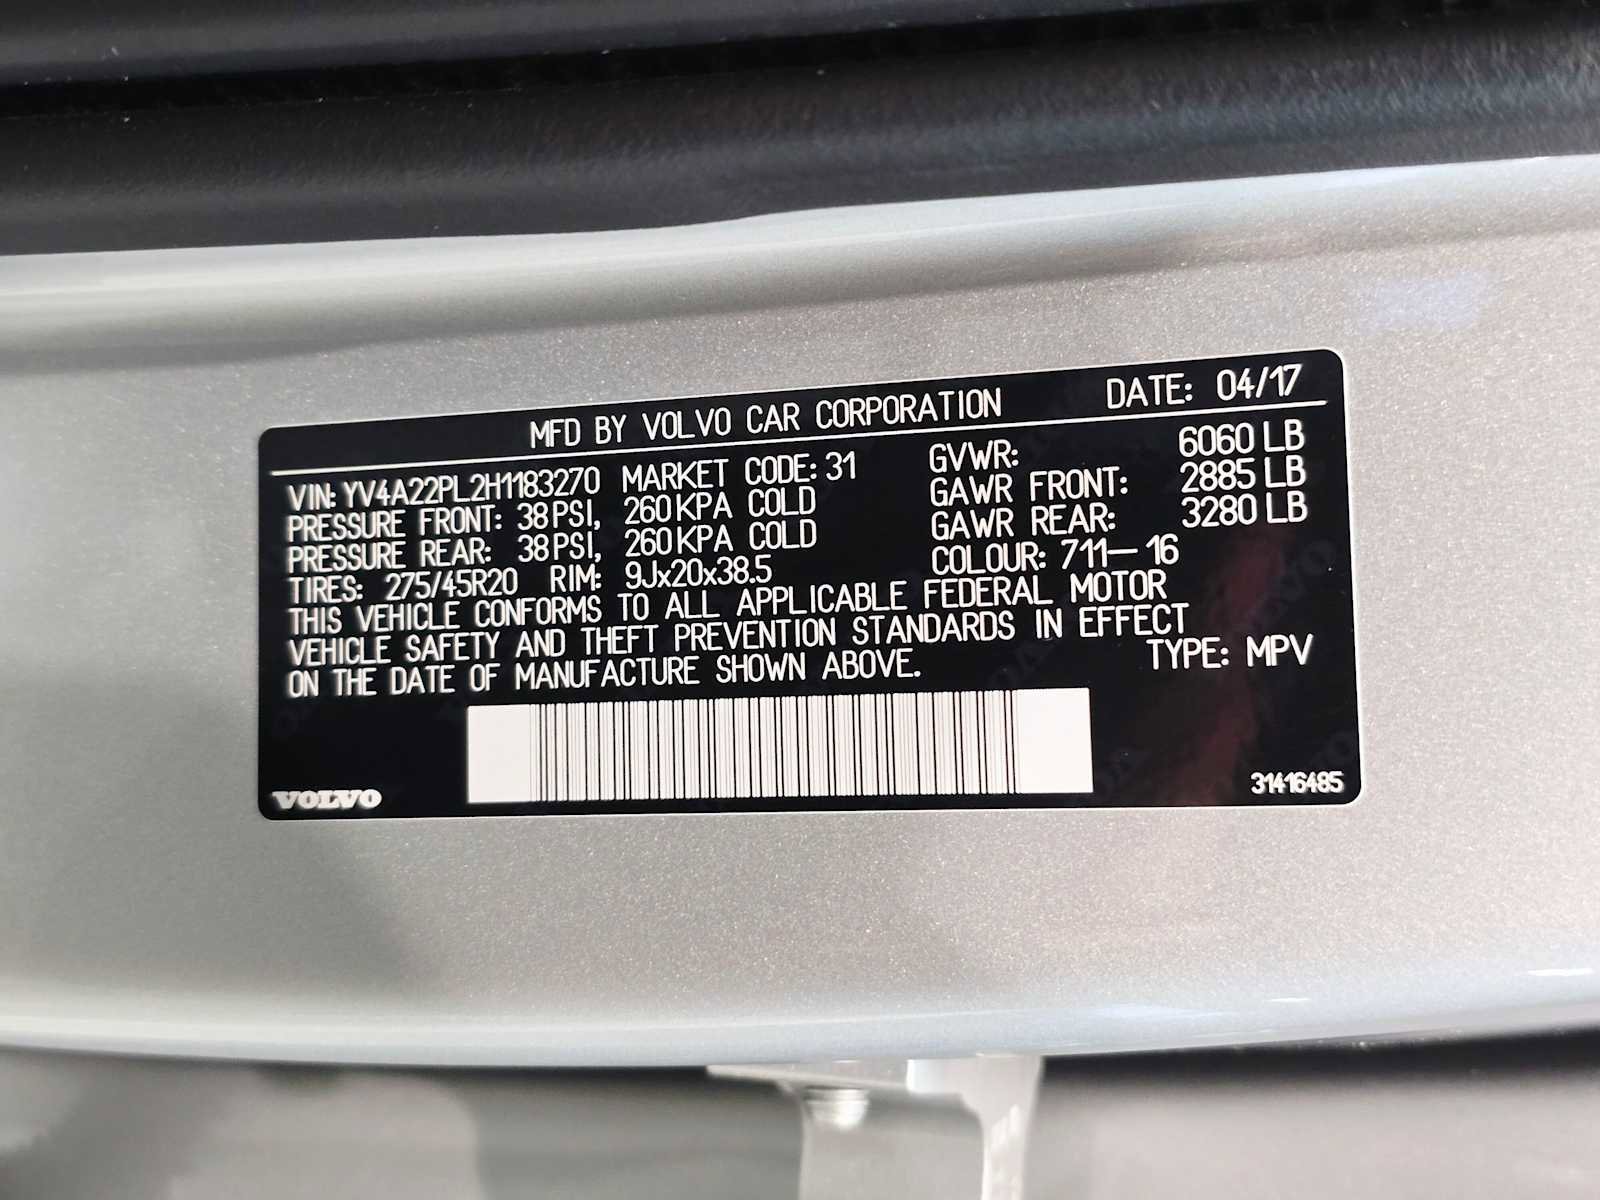 MFD BY VOLVO CAR CORPORATION DATE: 04/17
VIN: YV4A22PL2H1183270 MARKET CODE: 31 GVWR: 6060 LB
PRESSURE FRONT: 38 PSI, 260 KPA COLD GAWR FRONT: 2885 LB
PRESSURE REAR: 38 PSI, 260 KPA COLD GAWR REAR: 3280 LB
TIRES: 275/45R20 RIM: 9Jx20x38.5 COLOUR: 711-16
THIS VEHICLE CONFORMS TO ALL APPLICABLE FEDERAL MOTOR
VEHICLE SAFETY AND THEFT PREVENTION STANDARDS IN EFFECT
ON THE DATE OF MANUFACTURE SHOWN ABOVE. TYPE: MPV
VOLVO 31416485